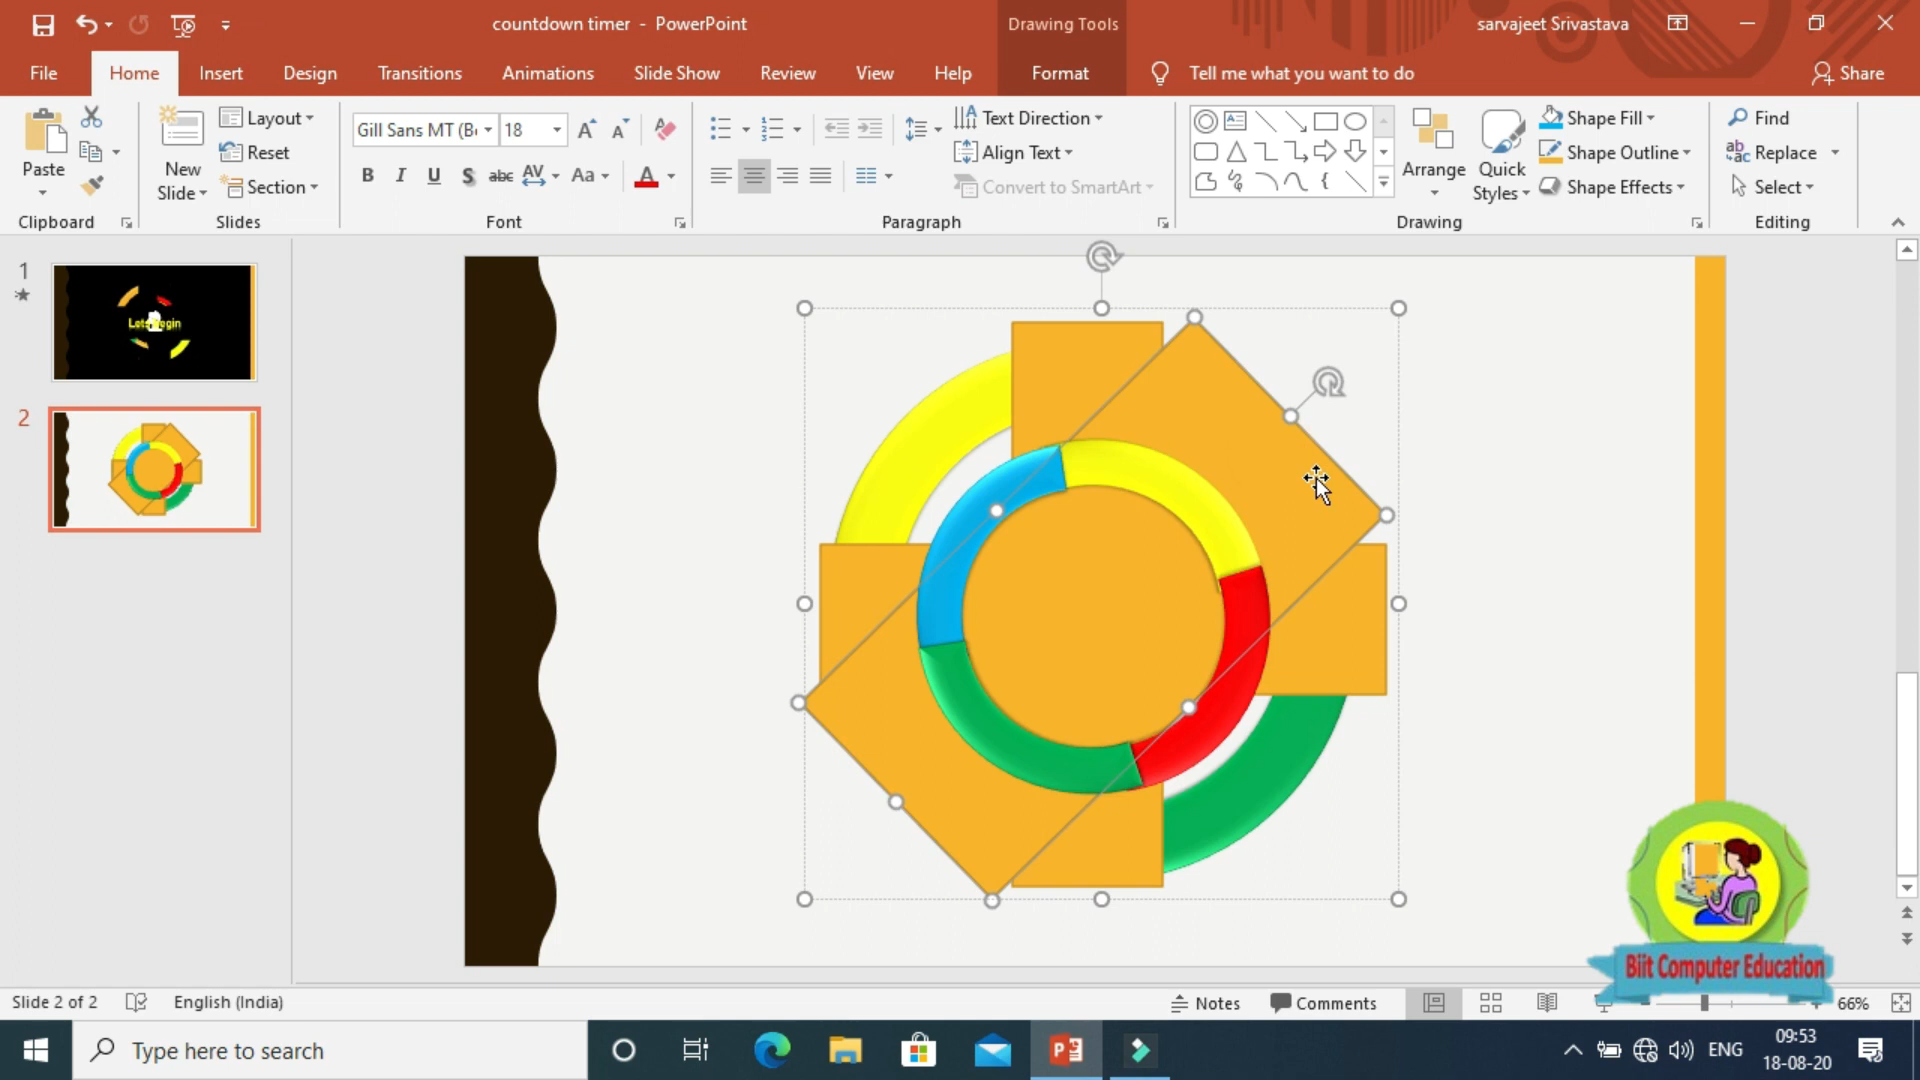 countdown timer - PowerPoint
Drawing Tools
sarvajeet Srivastava
File
Home
Insert
Design
Transitions
Animations
Slide Show
Review
View
Help
Format
Tell me what you want to do
Share
Paste
Clipboard
New
Slide
Layout
Reset
Section
Slides
Gill Sans MT (B
18
B I U S abc AV Aa A
Font
Text Direction
Align Text
Convert to SmartArt
Paragraph
Arrange
Quick
Styles
Shape Fill
Shape Outline
Shape Effects
Drawing
Find
Replace
Select
Editing
1
2
Biit Computer Education
Slide 2 of 2
English (India)
Notes
Comments
66%
Type here to search
ENG
09:53
18-08-20